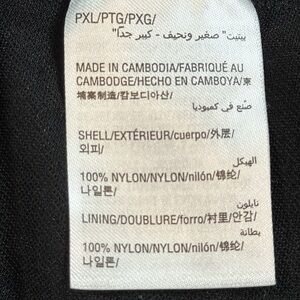 PXL/PTG/PXG/
بيتيت" صغير ونحيف - كبير جدًا"
MADE IN CAMBODIA/FABRIQUÉ AU
CAMBODGE/HECHO EN CAMBOYA/柬
埔寨制造/캄보디아산/
صُنع في كمبوديا
SHELL/EXTÉRIEUR/cuerpo/外层/
외피/
الهيكل
100% NYLON/NYLON/nilón/锦纶/
나일론/
نايلون
LINING/DOUBLURE/forro/衬里/안감/
بطانة
100% NYLON/NYLON/nilón/锦纶/
나일론/